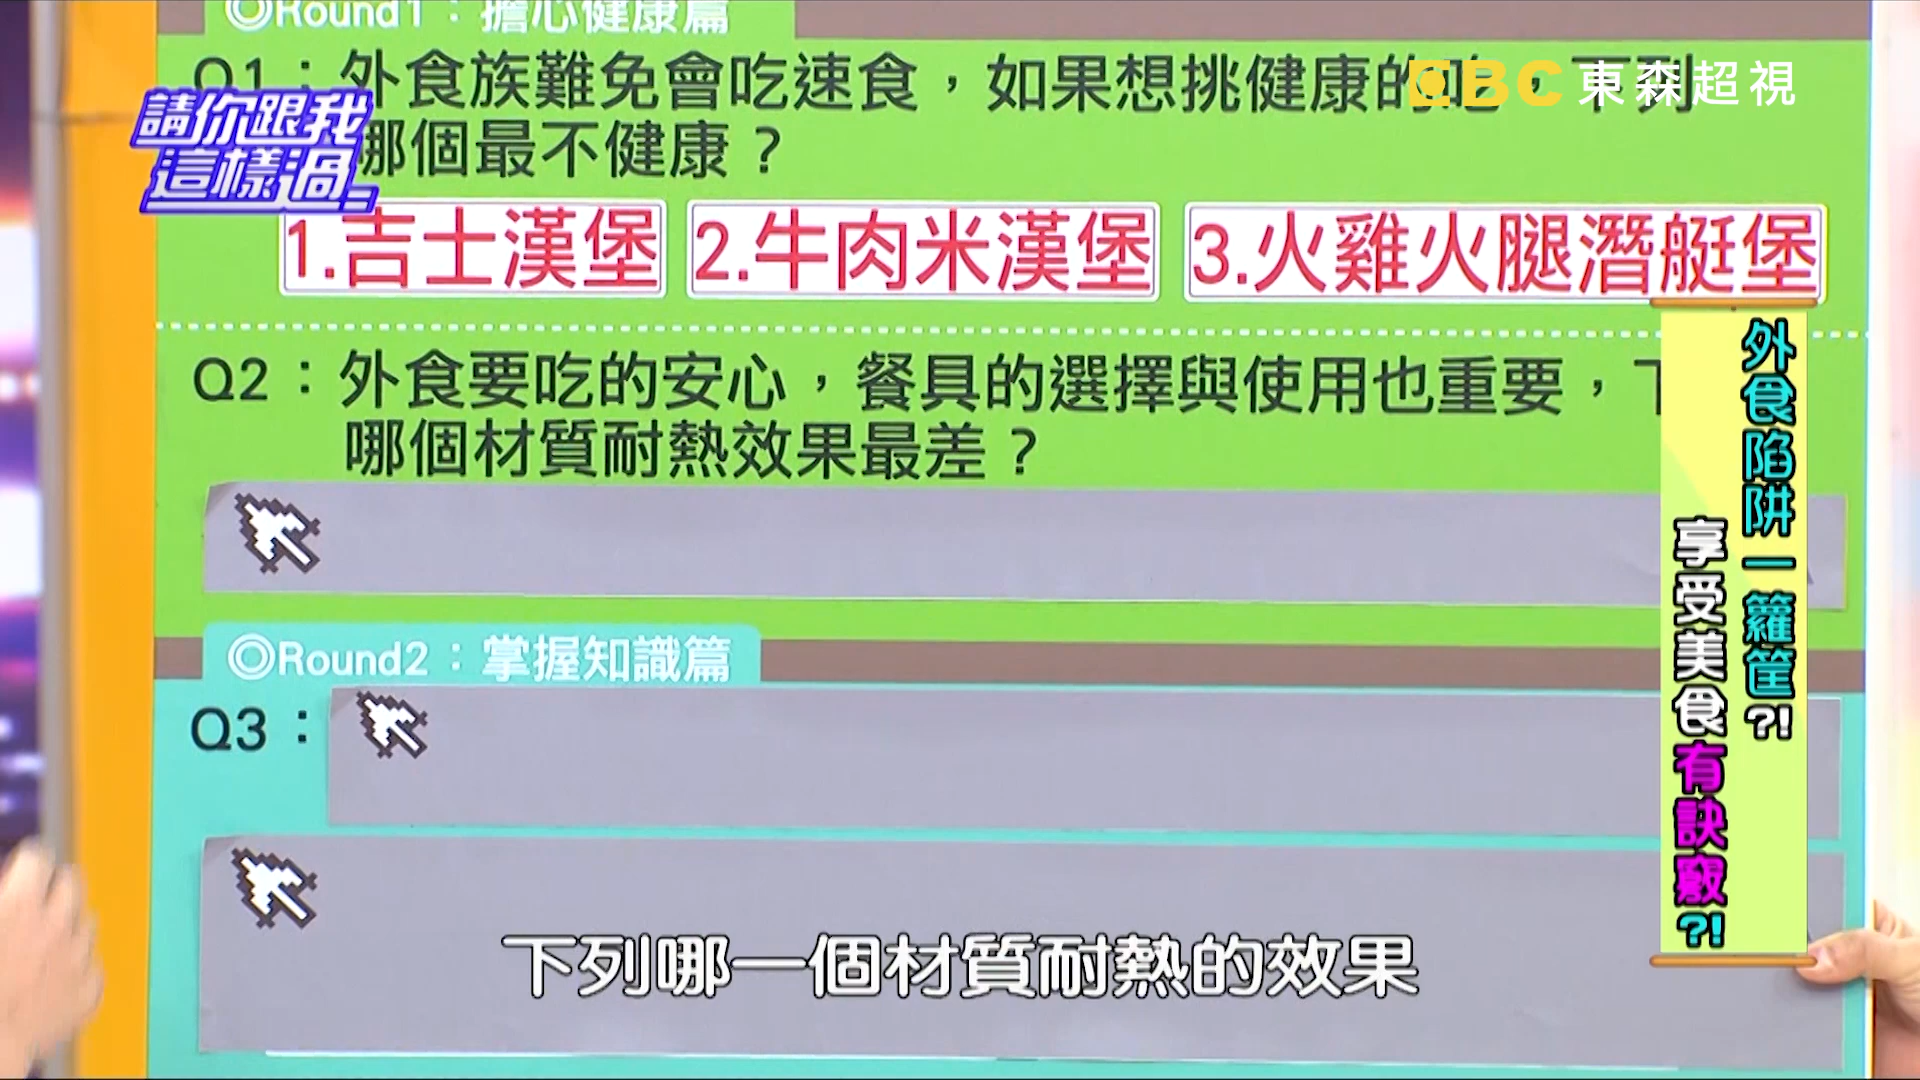 ◎Round1：擔心健康篇
Q1：外食族難免會吃速食，如果想挑健康的吃，下列
哪個最不健康？
1.吉士漢堡 2.牛肉米漢堡 3.火雞火腿潛艇堡
Q2：外食要吃的安心，餐具的選擇與使用也重要，下
哪個材質耐熱效果最差？
◎Round2：掌握知識篇
Q3：
請你跟我
這樣過
EBC 東森超視
外食陷阱一籮筐?!
享受美食有訣竅?!
下列哪一個材質耐熱的效果